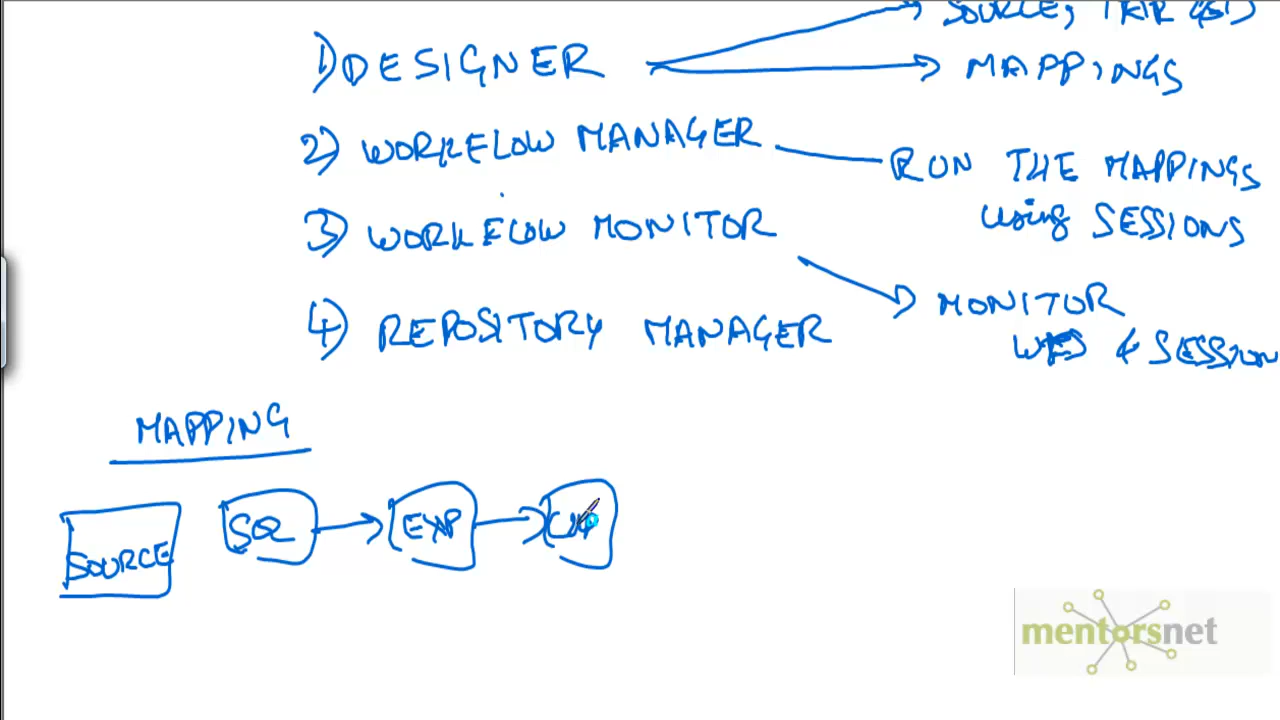 SOURCE,
1) DESIGNER
MAPPINGS
2) WORKFLOW MANAGER
RUN THE MAPPINGS
using SESSIONS
3) WORKFLOW MONITOR
MONITOR
& SESSION
4) REPOSITORY MANAGER
MAPPING
SOURCE
SQ
EXP
mentorsnet